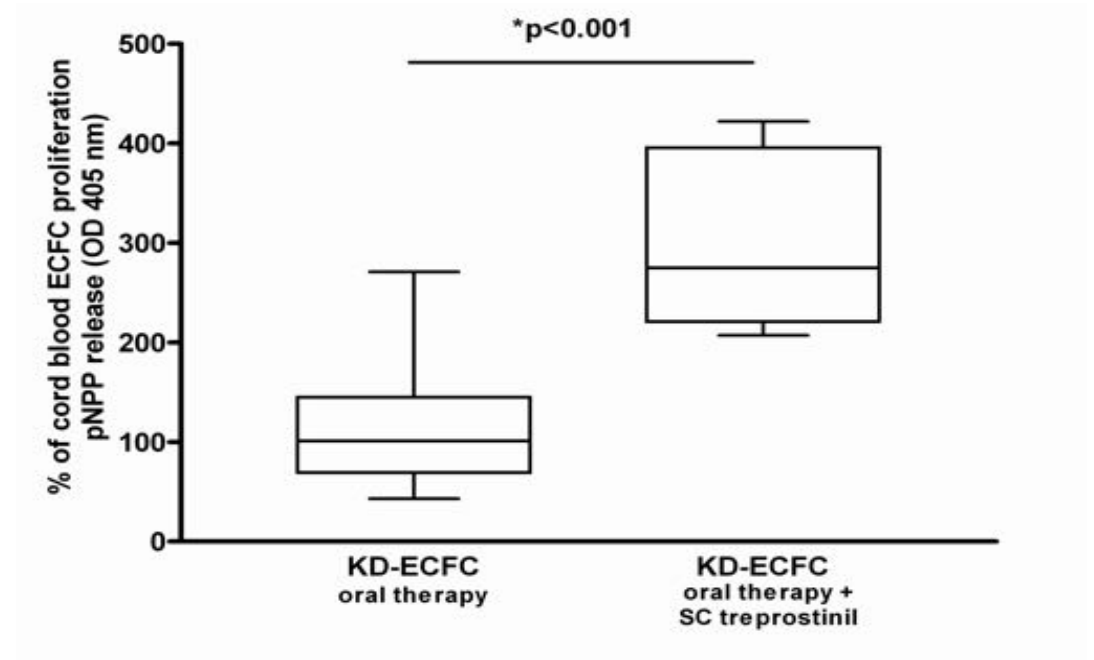 *p<0.001
500
400
300
200
100
0
% of cord blood ECFC proliferation
pNPP release (OD 405 nm)
KD-ECFC
oral therapy
KD-ECFC
oral therapy +
SC treprostinil